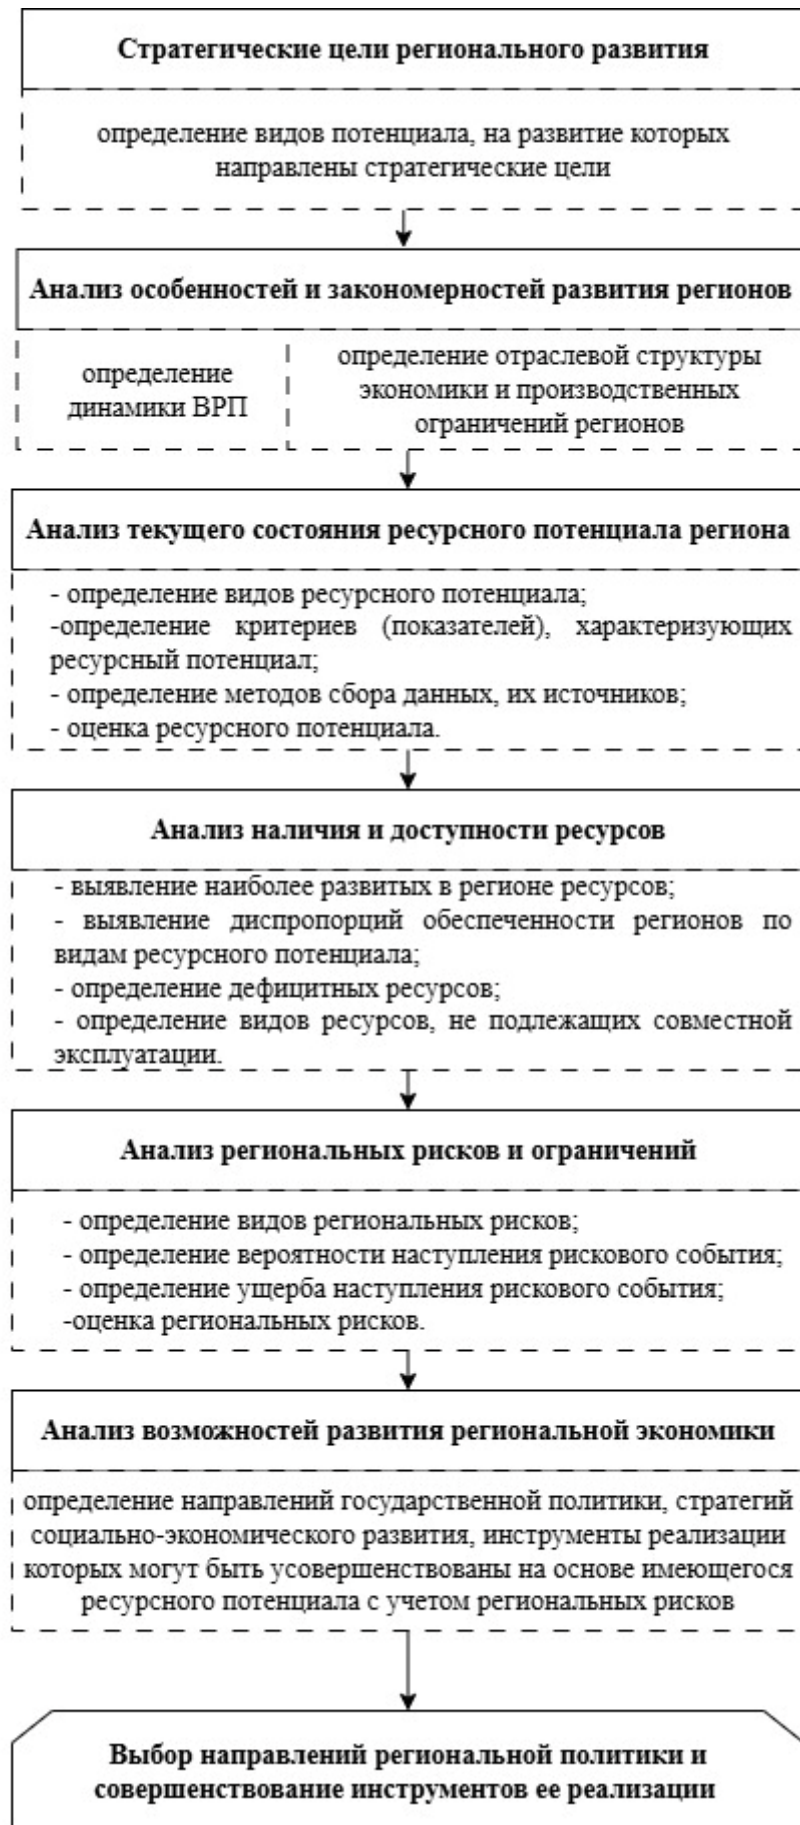 Стратегические цели регионального развития
определение видов потенциала, на развитие которых
направлены стратегические цели
Анализ особенностей и закономерностей развития регионов
определение
динамики ВРП
определение отраслевой структуры
экономики и производственных
ограничений регионов
Анализ текущего состояния ресурсного потенциала региона
- определение видов ресурсного потенциала;
-определение критериев (показателей), характеризующих
ресурсный потенциал;
- определение методов сбора данных, их источников;
- оценка ресурсного потенциала.
Анализ наличия и доступности ресурсов
- выявление наиболее развитых в регионе ресурсов;
- выявление диспропорций обеспеченности регионов по
видам ресурсного потенциала;
- определение дефицитных ресурсов;
- определение видов ресурсов, не подлежащих совместной
эксплуатации.
Анализ региональных рисков и ограничений
- определение видов региональных рисков;
- определение вероятности наступления рискового события;
- определение ущерба наступления рискового события;
-оценка региональных рисков.
Анализ возможностей развития региональной экономики
определение направлений государственной политики, стратегий
социально-экономического развития, инструменты реализации
которых могут быть усовершенствованы на основе имеющегося
ресурсного потенциала с учетом региональных рисков
Выбор направлений региональной политики и
совершенствование инструментов ее реализации